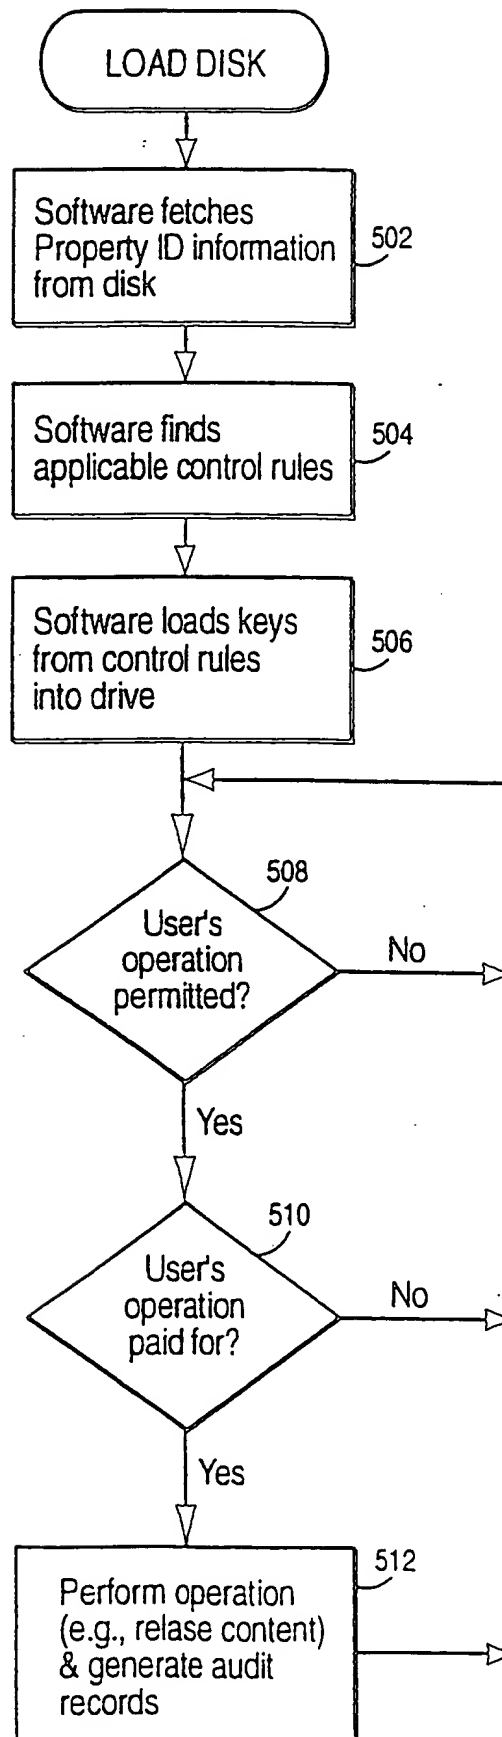 LOAD DISK
Software fetches
Property ID information
from disk
502
Software finds
applicable control rules
504
Software loads keys
from control rules
into drive
506
508
User's
operation
permitted?
No
Yes
510
User's
operation
paid for?
No
Yes
512
Perform operation
(e.g., relase content)
& generate audit
records